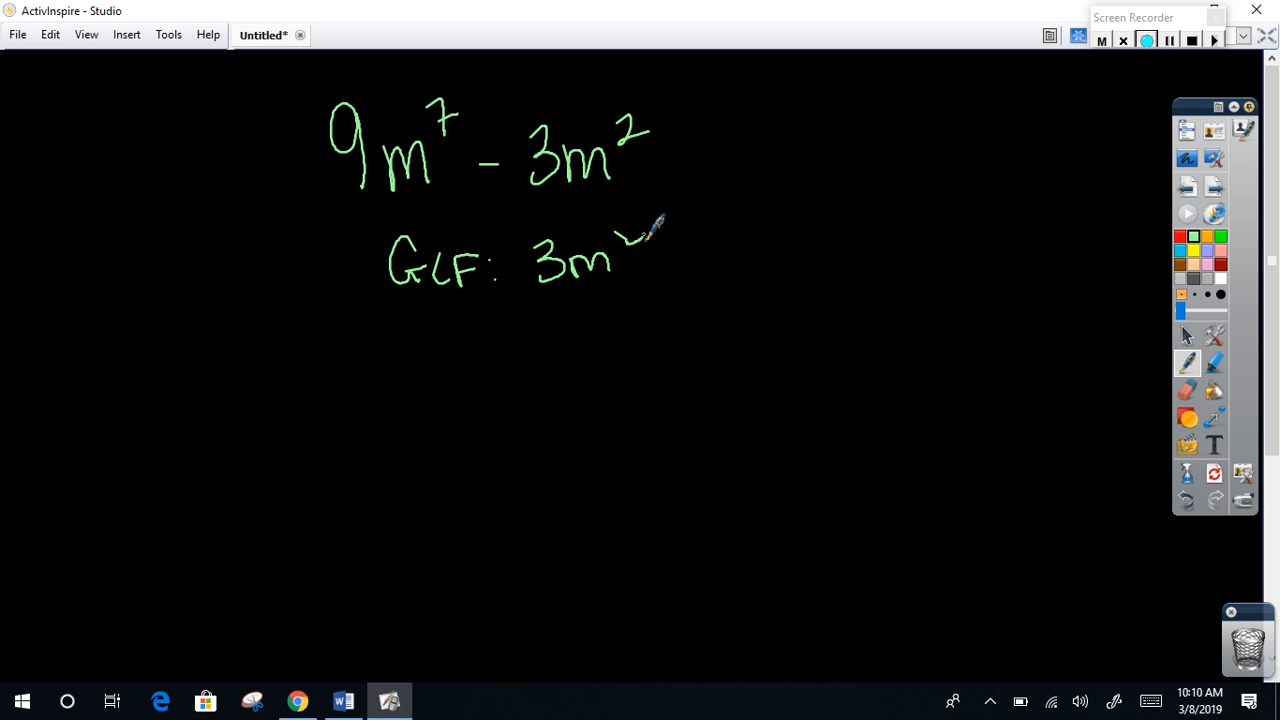 ActivInspire - Studio
Screen Recorder
File Edit View Insert Tools Help Untitled*
M
9m⁷ - 3m²
GCF: 3m
T
10:10 AM
3/8/2019